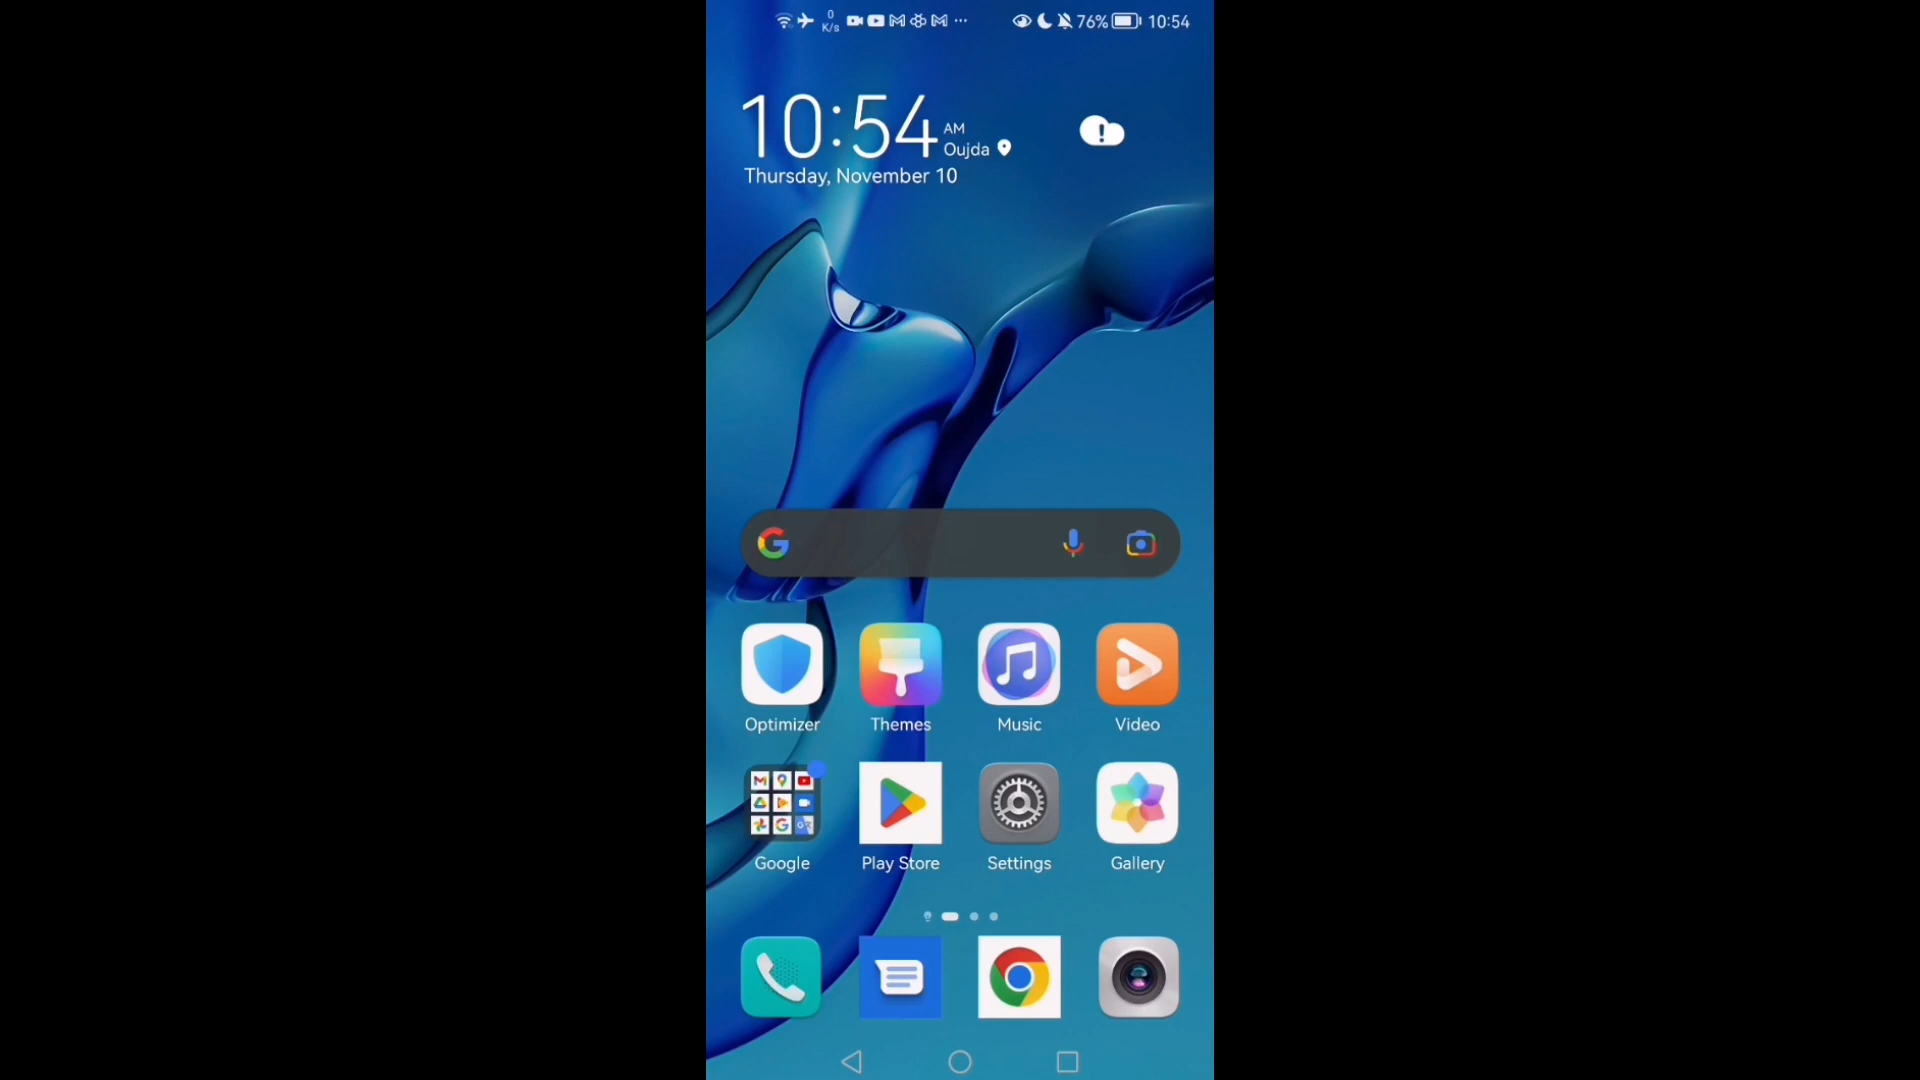 0
K/s
76%
10:54
10:54
AM
Oujda
Thursday, November 10
Optimizer
Themes
Music
Video
Google
Play Store
Settings
Gallery